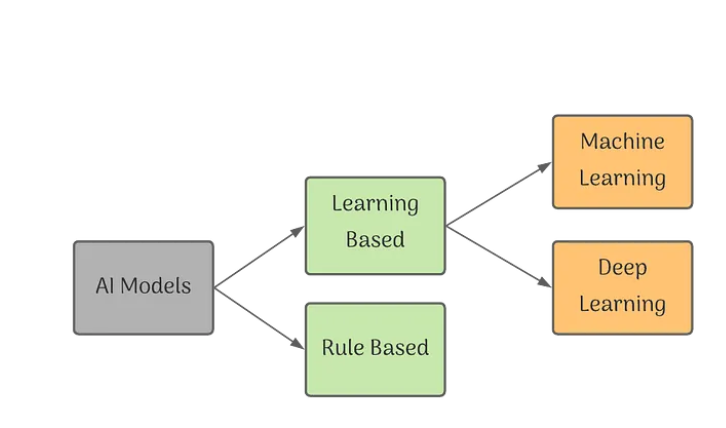 AI Models
Learning
Based
Rule Based
Machine
Learning
Deep
Learning